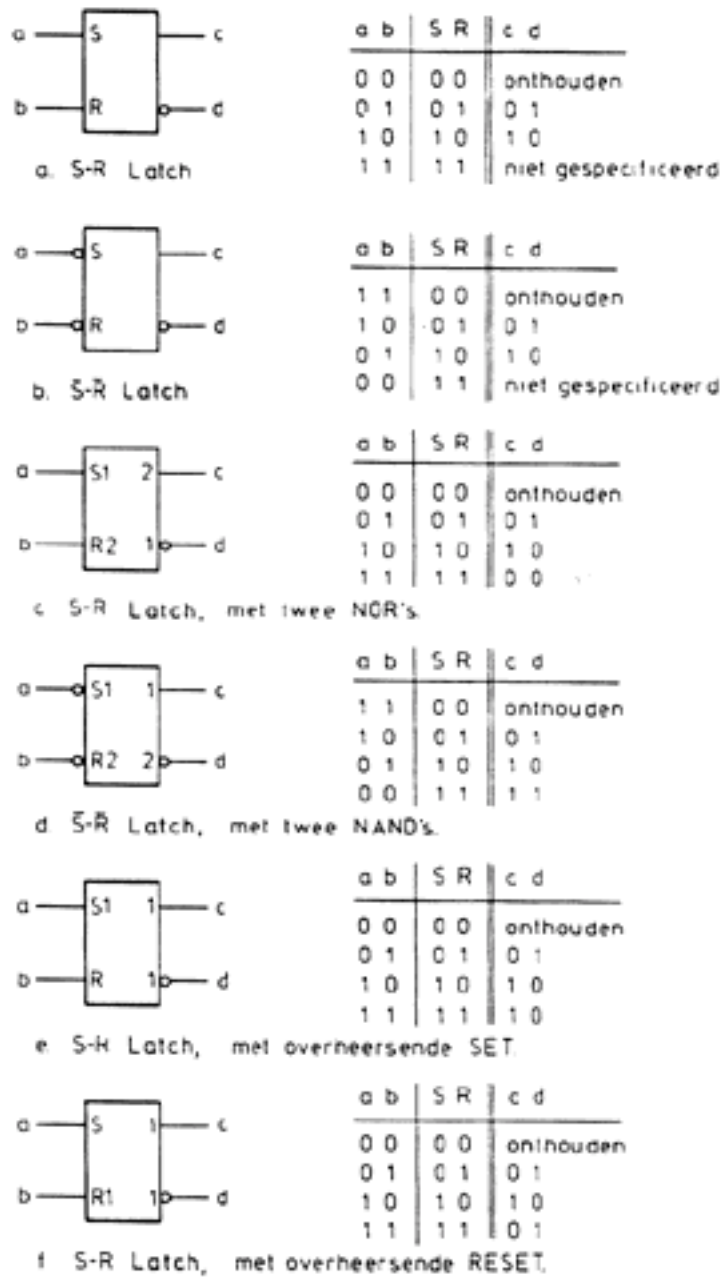 a S c
b R d
a. S-R Latch
a b S R c d
0 0 0 0 onthouden
0 1 0 1 0 1
1 0 1 0 1 0
1 1 1 1 niet gespecificeerd
a S c
b R d
b. S̄-R̄ Latch
a b S R c d
1 1 0 0 onthouden
1 0 0 1 0 1
0 1 1 0 1 0
0 0 1 1 niet gespecificeerd
a S1 2 c
b R2 1 d
c S-R Latch, met twee NOR's.
a b S R c d
0 0 0 0 onthouden
0 1 0 1 0 1
1 0 1 0 1 0
1 1 1 1 0 0
a S1 1 c
b R2 2 d
d S̄-R̄ Latch, met twee NAND's.
a b S R c d
1 1 0 0 onthouden
1 0 0 1 0 1
0 1 1 0 1 0
0 0 1 1 1 1
a S1 1 c
b R 1 d
e S-R Latch, met overheersende SET.
a b S R c d
0 0 0 0 onthouden
0 1 0 1 0 1
1 0 1 0 1 0
1 1 1 1 1 0
a S 1 c
b R1 1 d
f S-R Latch, met overheersende RESET.
a b S R c d
0 0 0 0 onthouden
0 1 0 1 0 1
1 0 1 0 1 0
1 1 1 1 0 1